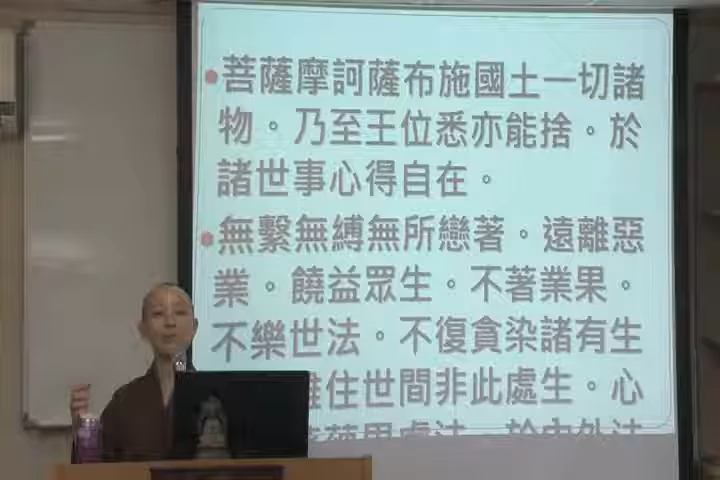 菩薩摩訶薩布施國土一切諸
物。乃至王位悉亦能捨。於
諸世事心得自在。
無繫無縛無所戀著。遠離惡
業。饒益眾生。不著業果。
不樂世法。不復貪染諸有生
住世間非此處生。心